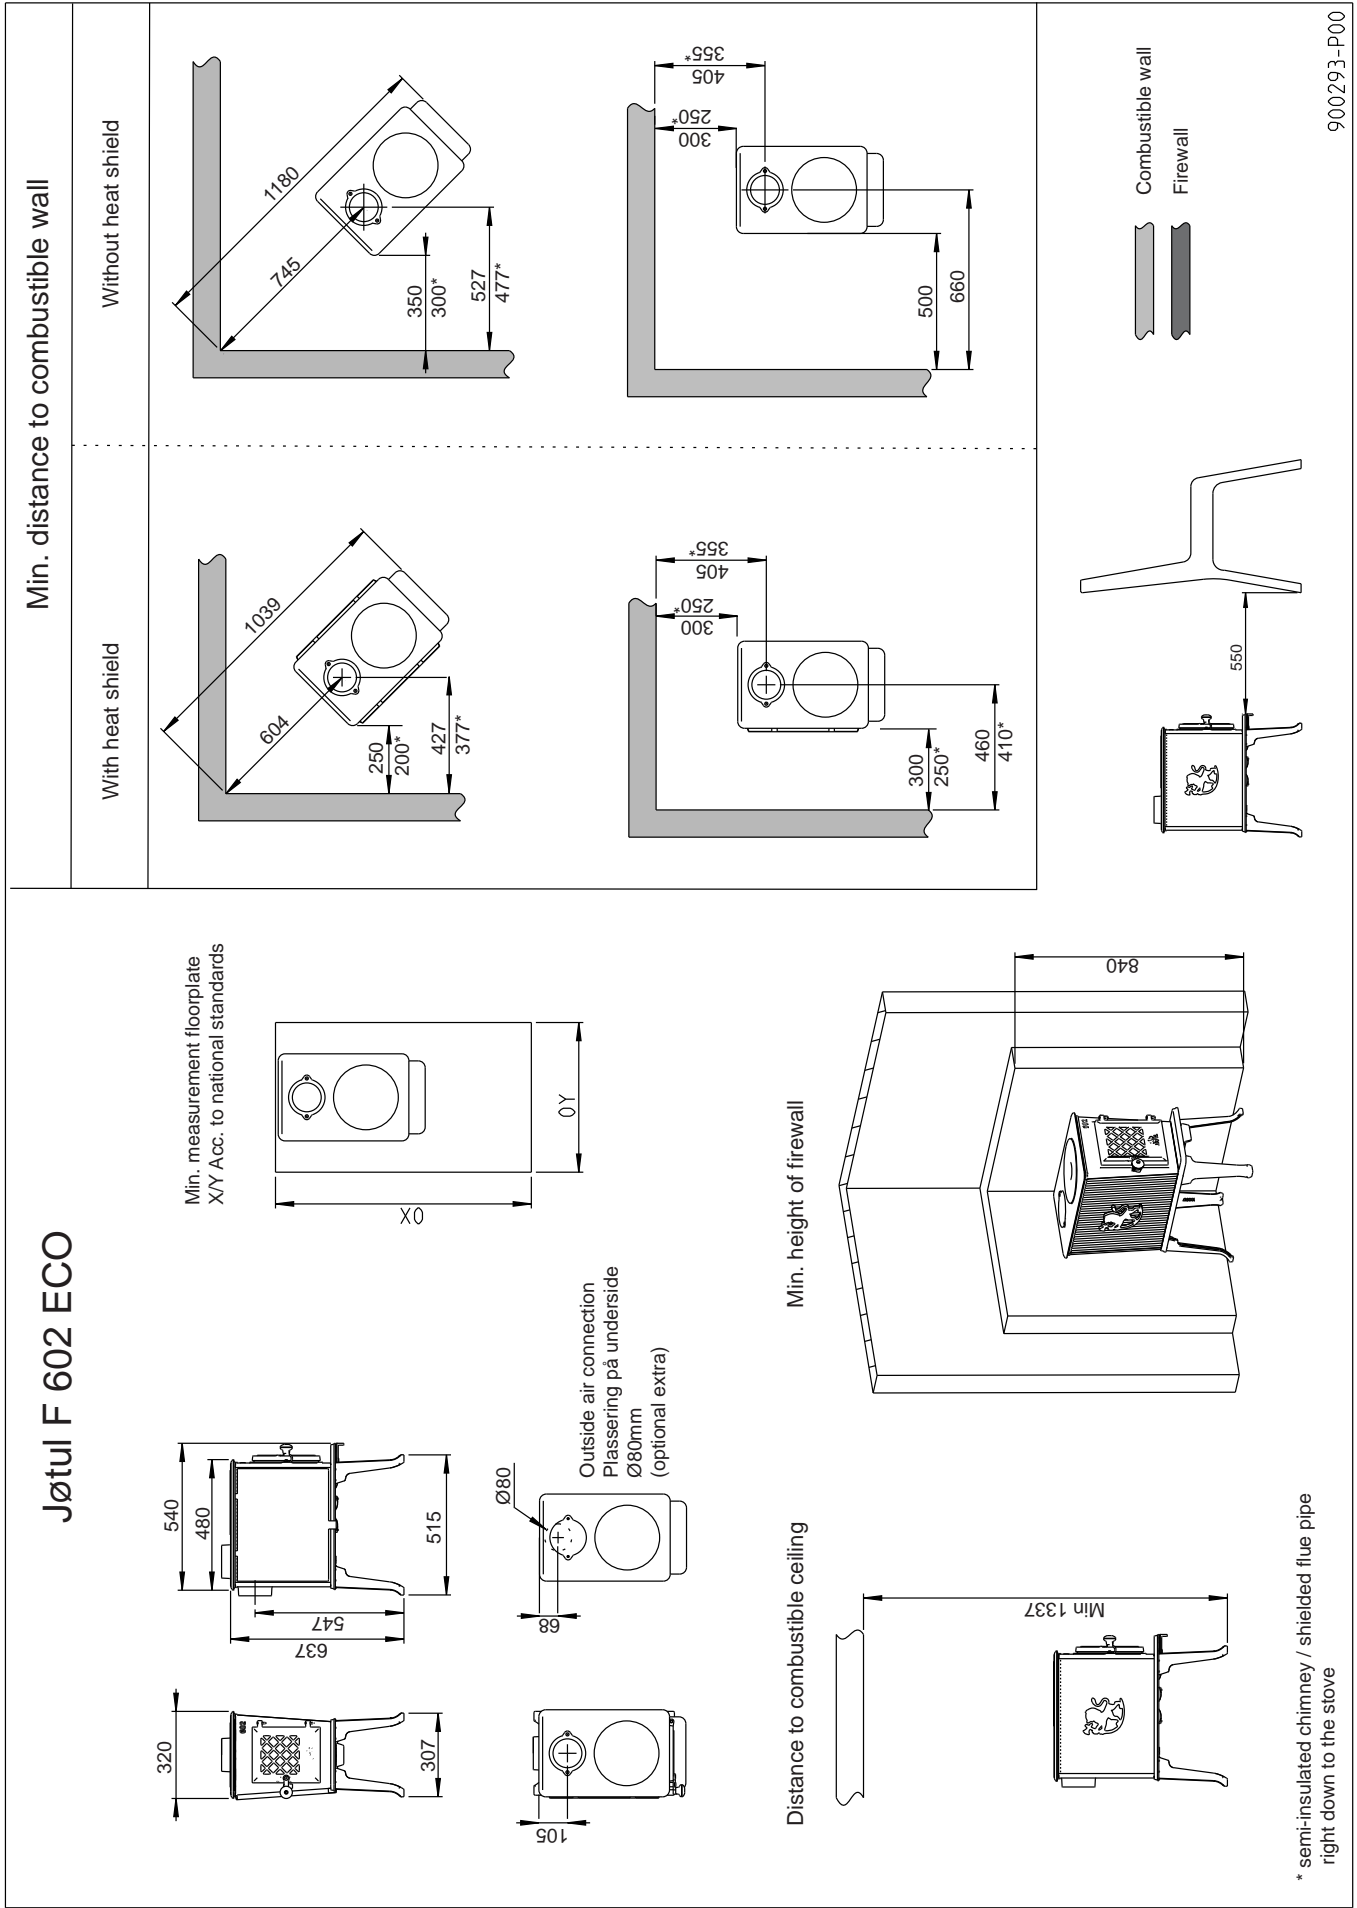 Jøtul F 602 ECO
320
307
637
547
540
480
515
105
68
Ø80
Outside air connection
Plassering på underside
Ø80mm
(optional extra)
Min. measurement floorplate
X/Y Acc. to national standards
OX
OY
Distance to combustible ceiling
Min 1337
Min. height of firewall
602
840
* semi-insulated chimney / shielded flue pipe
right down to the stove
Min. distance to combustible wall
With heat shield
Without heat shield
1039
604
250
200*
427
377*
1180
745
350
300*
527
477*
300
250*
405
355*
300
250*
460
410*
300
250*
405
355*
500
660
550
Combustible wall
Firewall
900293-P00